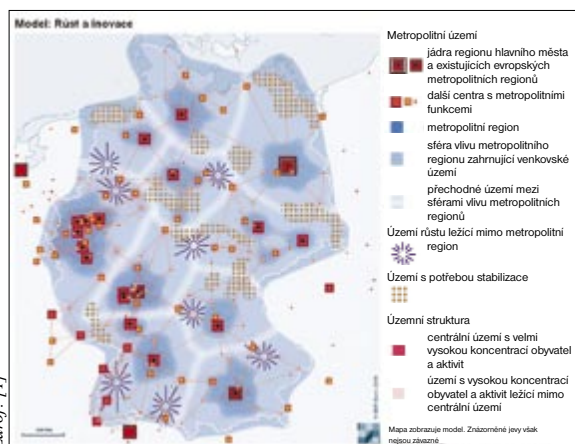 Model: Růst a inovace
Metropolitní území
jádra regionu hlavního města
a existujících evropských
metropolitních regionů
další centra s metropolitními
funkcemi
metropolitní region
sféra vlivu metropolitního
regionu zahrnující venkovské
území
přechodné území mezi
sférami vlivu metropolitních
regionů
Území růstu ležící mimo metropolitní
region
Území s potřebou stabilizace
Územní struktura
centrální území s velmi
vysokou koncentrací obyvatel
a aktivit
území s vysokou koncentrací
obyvatel a aktivit ležící mimo
centrální území
Mapa zobrazuje model. Znázorněné jevy však
nejsou závazné